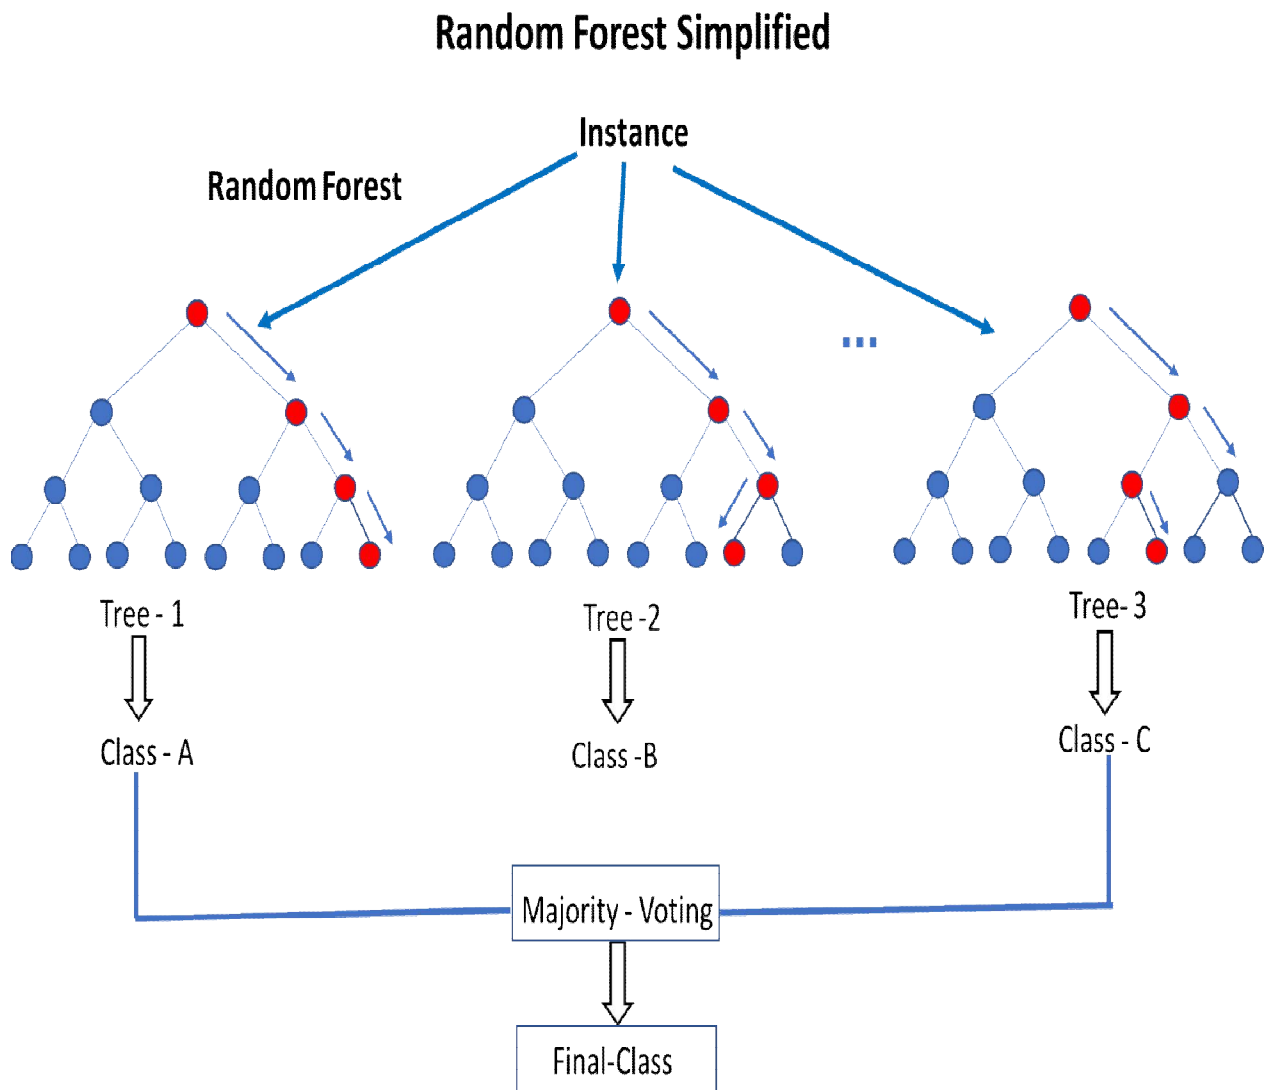 Random Forest Simplified
Instance
Random Forest
Tree - 1
Tree -2
Tree- 3
Class - A
Class -B
Class - C
Majority - Voting
Final-Class